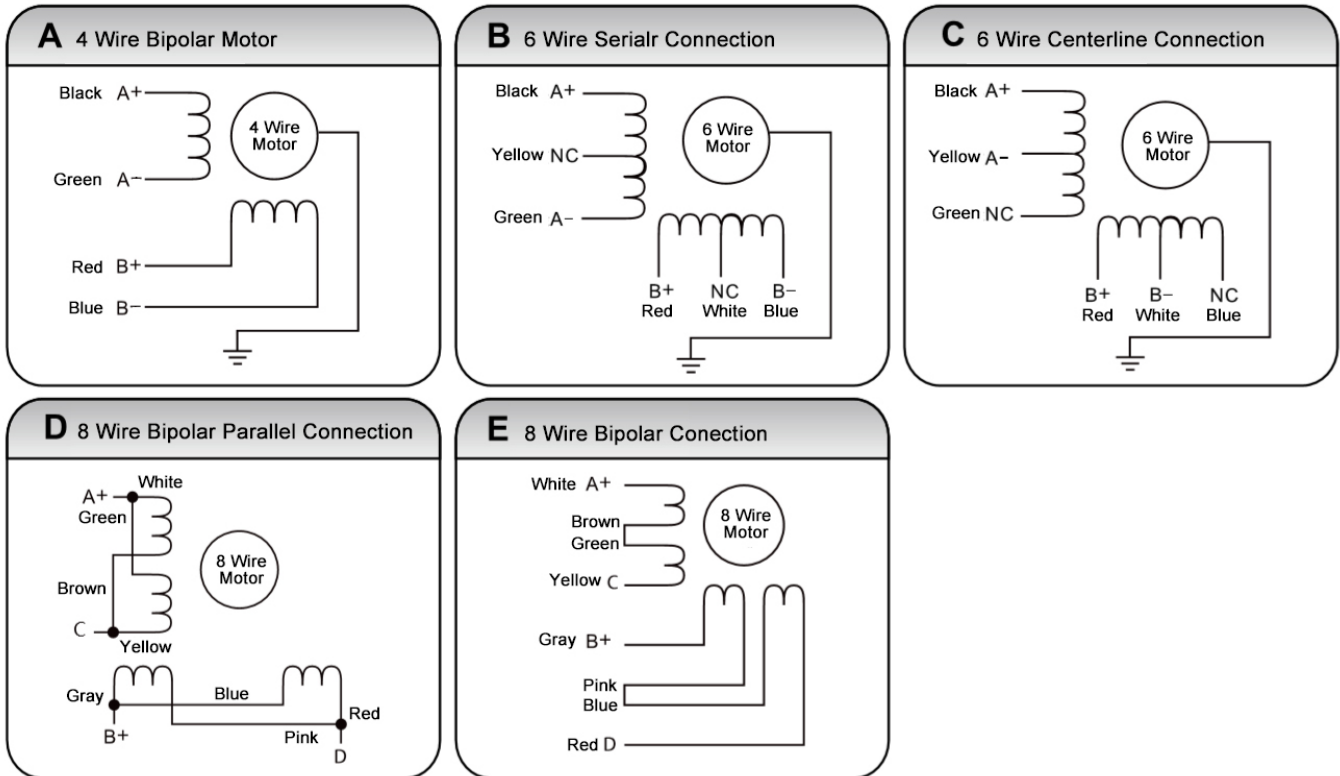 A 4 Wire Bipolar Motor
Black A+
4 Wire
Motor
Green A-
Red B+
Blue B-
B 6 Wire Serialr Connection
Black A+
6 Wire
Motor
Yellow NC
Green A-
B+ NC B-
Red White Blue
C 6 Wire Centerline Connection
Black A+
6 Wire
Motor
Yellow A-
Green NC
B+ B- NC
Red White Blue
D 8 Wire Bipolar Parallel Connection
White
A+
Green
8 Wire
Motor
Brown
C
Yellow
Gray Blue
Red
B+ Pink
D
E 8 Wire Bipolar Conection
White A+
8 Wire
Motor
Brown
Green
Yellow C
Gray B+
Pink
Blue
Red D